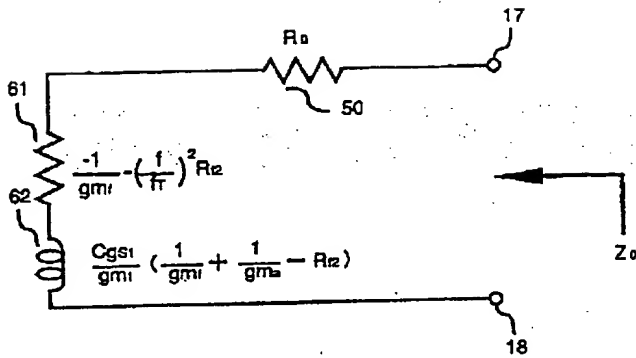 17
R₀
61
50
-1/gm₁ - (f/fT)² Rf2
62
Cgs₁/gm₁ (1/gm₁ + 1/gm₂ - Rf2)
Z₀
18